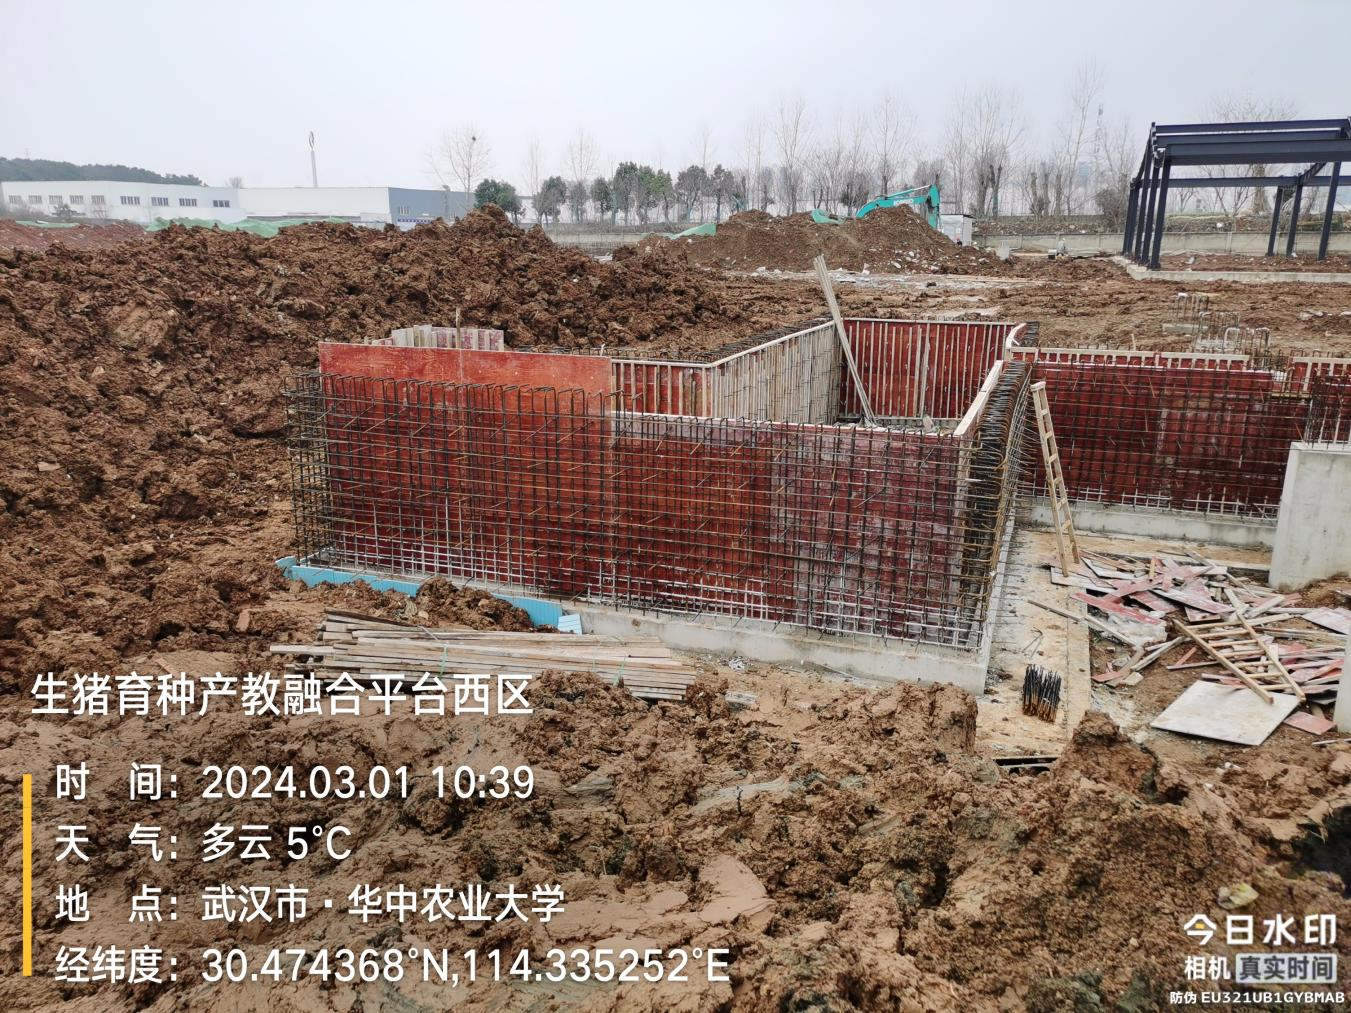 生猪育种产教融合平台西区
时 间：2024.03.01 10:39
天 气：多云 5°C
地 点：武汉市·华中农业大学
经纬度：30.474368°N,114.335252°E
今日水印
相机 真实时间
防伪 EU321UB1GYBMAB